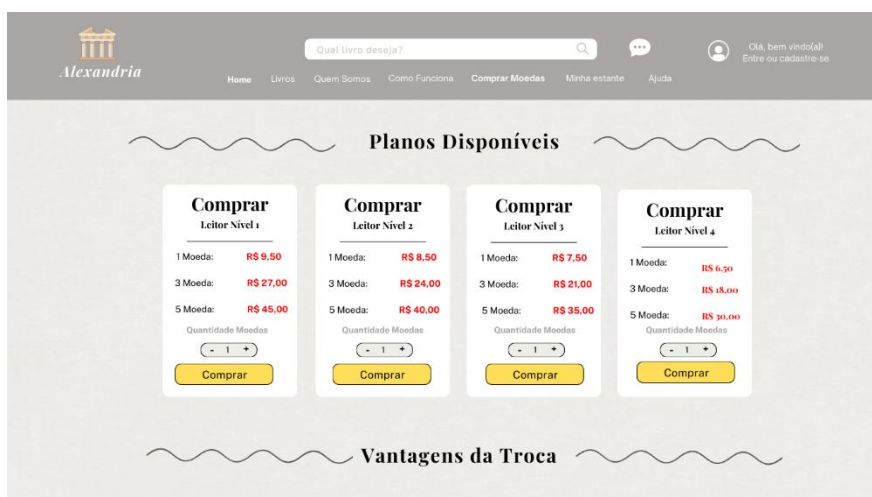 Alexandria
Qual livro deseja?
Olá, bem vindo(a)!
Entre ou cadastre-se
Home Livros Quem Somos Como Funciona Comprar Moedas Minha estante Ajuda
Planos Disponíveis
Comprar
Leitor Nível 1
1 Moeda: R$ 9,50
3 Moeda: R$ 27,00
5 Moeda: R$ 45,00
Quantidade Moedas
- 1 +
Comprar
Comprar
Leitor Nível 2
1 Moeda: R$ 8,50
3 Moeda: R$ 24,00
5 Moeda: R$ 40,00
Quantidade Moedas
- 1 +
Comprar
Comprar
Leitor Nível 3
1 Moeda: R$ 7,50
3 Moeda: R$ 21,00
5 Moeda: R$ 35,00
Quantidade Moedas
- 1 +
Comprar
Comprar
Leitor Nível 4
1 Moeda: R$ 6,50
3 Moeda: R$ 18,00
5 Moeda: R$ 30,00
Quantidade Moedas
- 1 +
Comprar
Vantagens da Troca